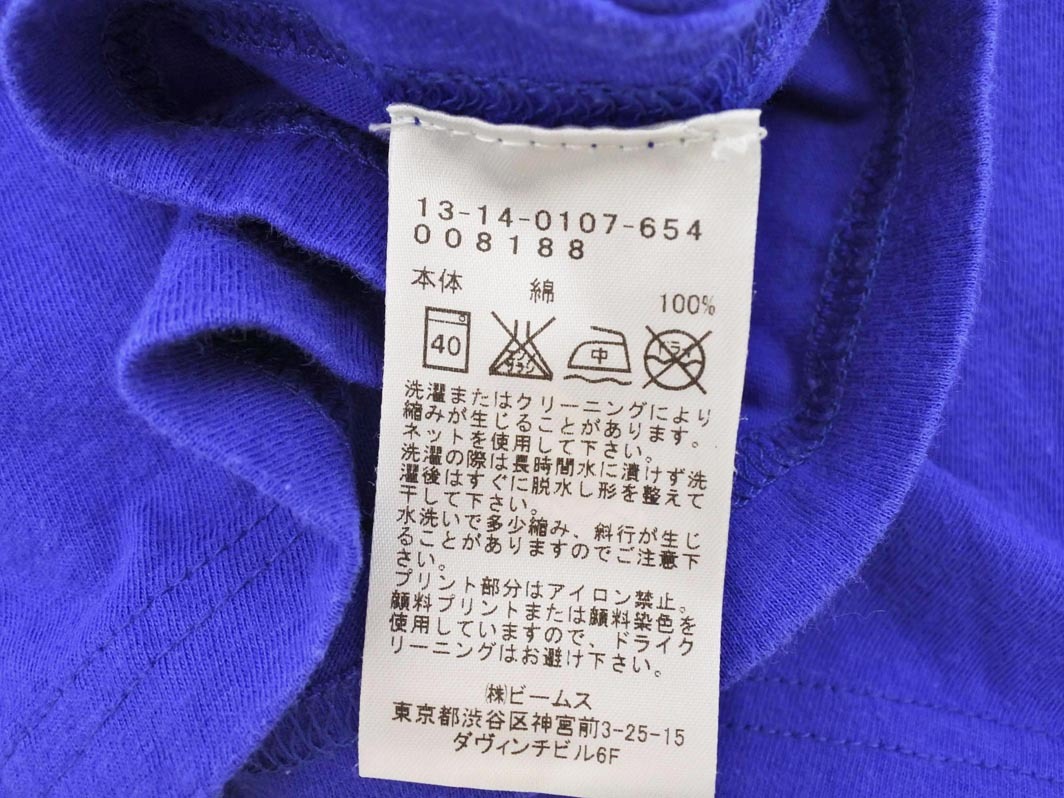 13-14-0107-654
008188
本体 綿 100%
40 エンソ サラシ 中 ドライ
洗濯またはクリーニングにより
縮みが生じることがあります。
ネットを使用して下さい。
洗濯の際は長時間水に漬けず洗
濯後はすぐに脱水し形を整えて
干して下さい。
水洗いで多少縮み、斜行が生じ
ることがありますのでご注意下
さい。
プリント部分はアイロン禁止。
顔料プリントまたは顔料染色を
使用していますので、ドライク
リーニングはお避け下さい。
㈱ビームス
東京都渋谷区神宮前3-25-15
ダヴィンチビル6F